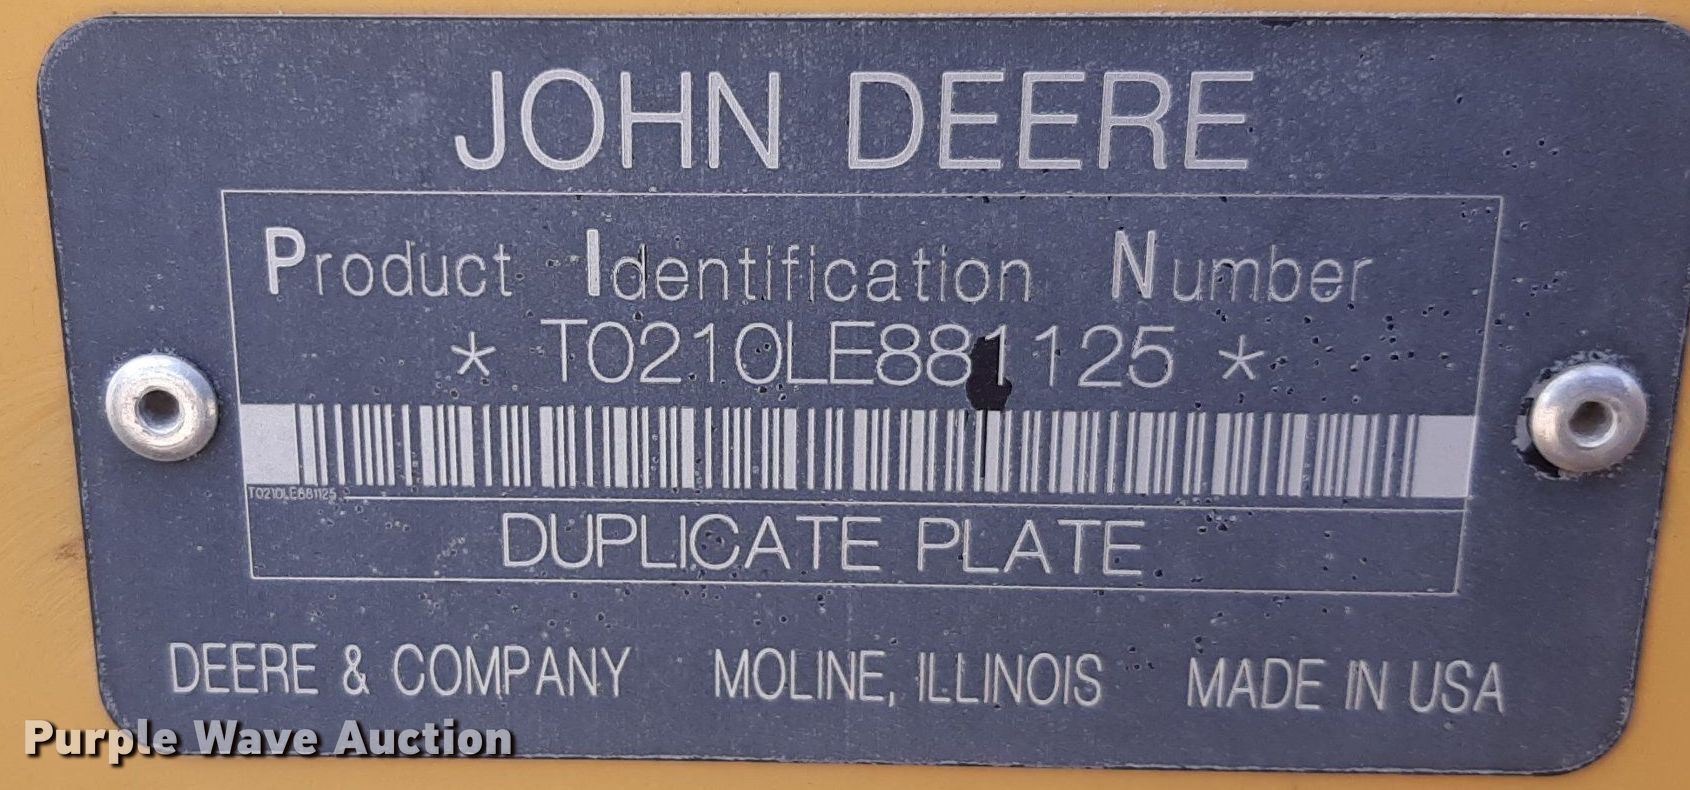 JOHN DEERE
Product Identification Number
* T0210LE881125 *
T0210LE881125
DUPLICATE PLATE
DEERE & COMPANY MOLINE, ILLINOIS MADE IN USA
Purple Wave Auction